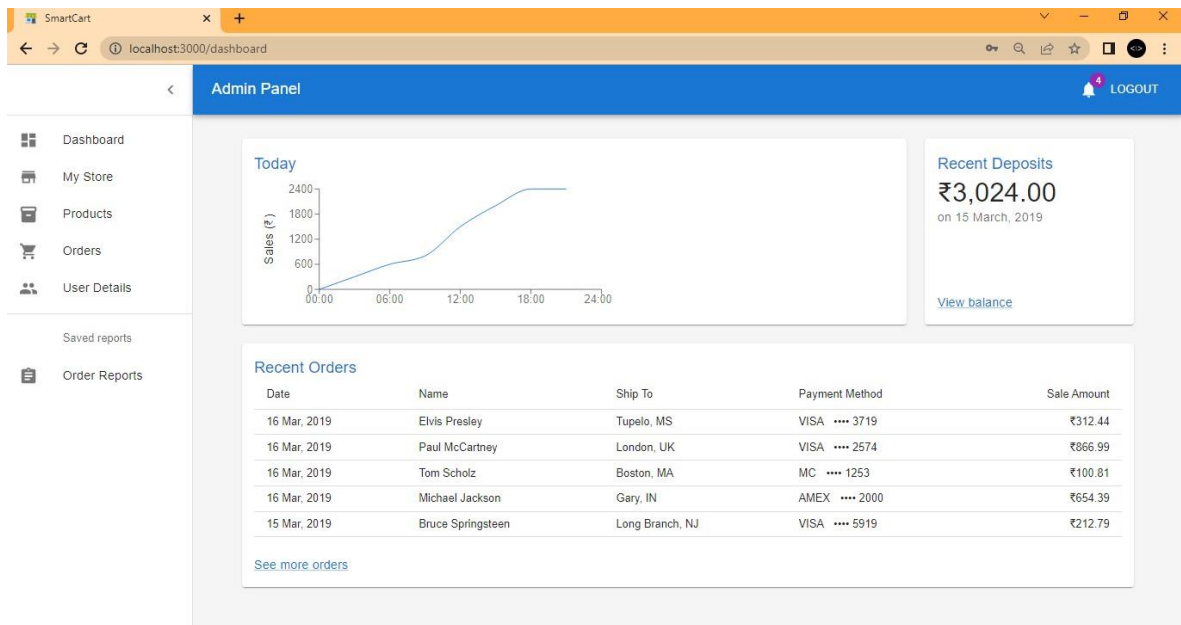 SmartCart
localhost:3000/dashboard
Admin Panel
4
LOGOUT
Dashboard
My Store
Products
Orders
User Details
Saved reports
Order Reports
Today
Sales (₹)
2400
1800
1200
600
0
00:00 06:00 12:00 18:00 24:00
Recent Deposits
₹3,024.00
on 15 March, 2019
View balance
Recent Orders
Date Name Ship To Payment Method Sale Amount
16 Mar, 2019 Elvis Presley Tupelo, MS VISA •••• 3719 ₹312.44
16 Mar, 2019 Paul McCartney London, UK VISA •••• 2574 ₹866.99
16 Mar, 2019 Tom Scholz Boston, MA MC •••• 1253 ₹100.81
16 Mar, 2019 Michael Jackson Gary, IN AMEX •••• 2000 ₹654.39
15 Mar, 2019 Bruce Springsteen Long Branch, NJ VISA •••• 5919 ₹212.79
See more orders